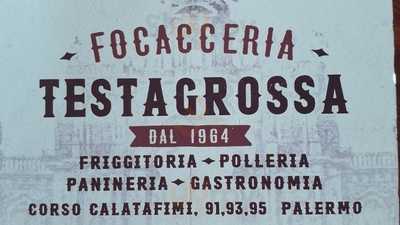 FOCACCERIA
TESTAGROSSA
DAL 1964
FRIGGITORIA ✦ POLLERIA
PANINERIA ✦ GASTRONOMIA
CORSO CALATAFIMI, 91,93,95 PALERMO